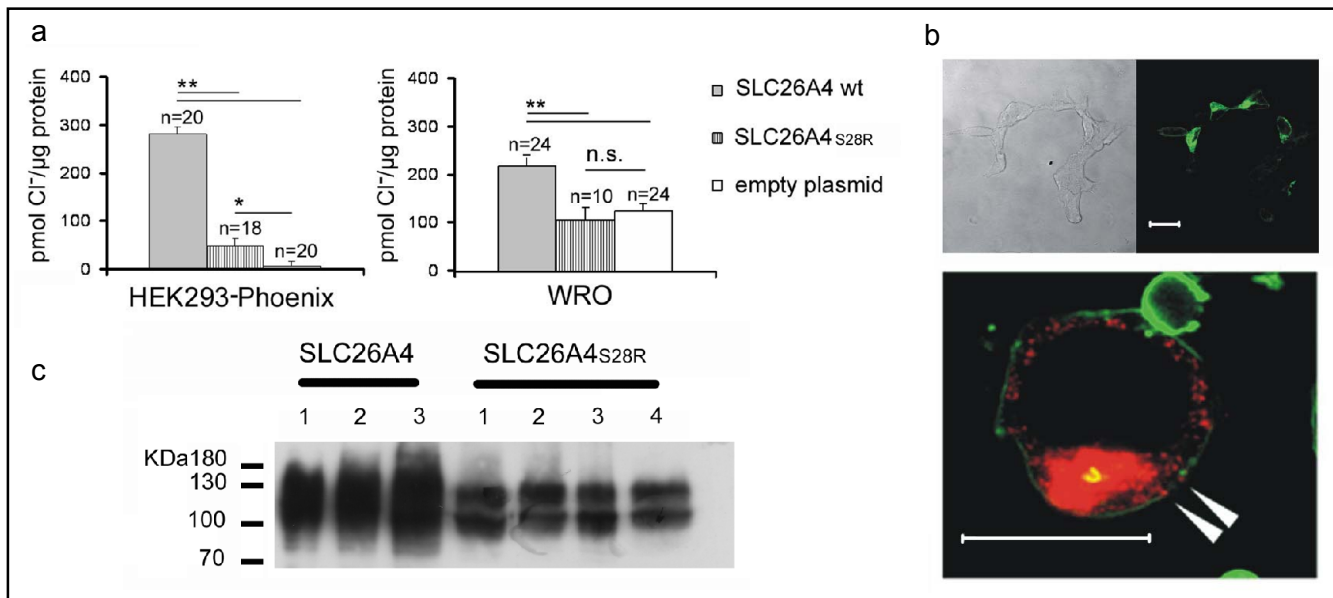 a
pmol Cl⁻/µg protein
400
300
200
100
0
**
n=20
*
n=18
n=20
HEK293-Phoenix
pmol Cl⁻/µg protein
400
300
200
100
0
**
n=24
n.s.
n=10
n=24
WRO
SLC26A4 wt
SLC26A4S28R
empty plasmid
b
c
SLC26A4 SLC26A4S28R
1 2 3 1 2 3 4
KDa180
130
100
70